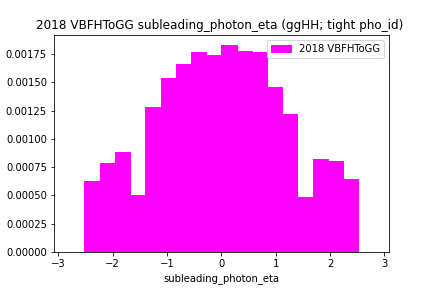 2018 VBFHToGG subleading_photon_eta (ggHH; tight pho_id)
2018 VBFHToGG
0.00175
0.00150
0.00125
0.00100
0.00075
0.00050
0.00025
0.00000
−3 −2 −1 0 1 2 3
subleading_photon_eta